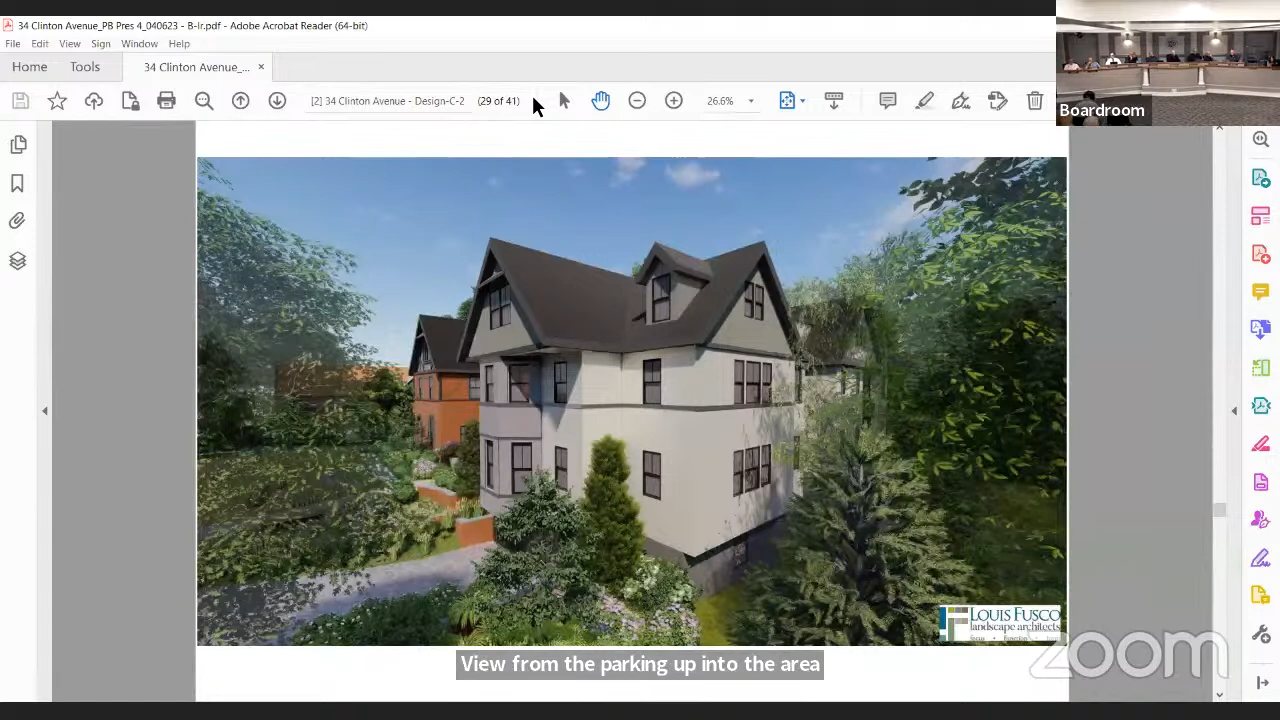 34 Clinton Avenue_PB Pres 4_040623 - B-lr.pdf - Adobe Acrobat Reader (64-bit)
File Edit View Sign Window Help
Home Tools 34 Clinton Avenue_... ×
[2] 34 Clinton Avenue - Design-C-2 (29 of 41) 26.6%
Boardroom
LOUIS FUSCO
landscape architects
View from the parking up into the area
zoom